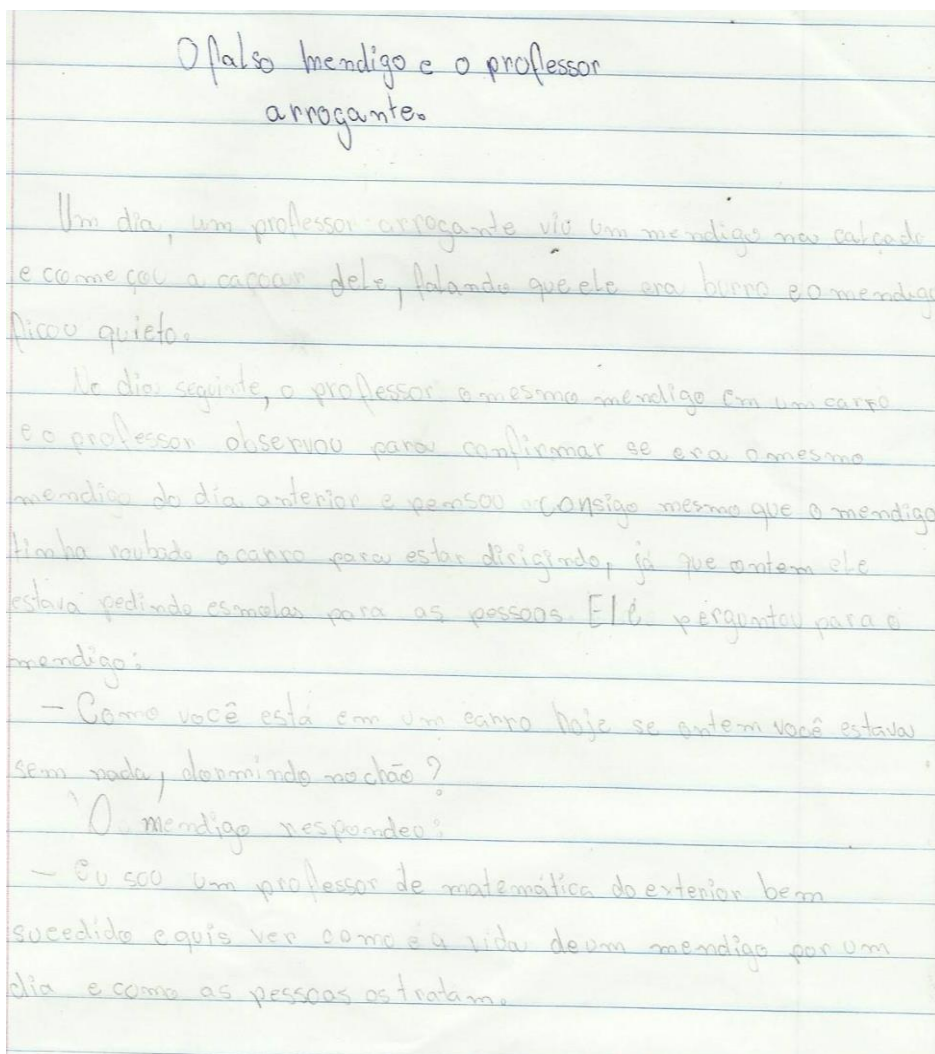 O falso mendigo e o professor
arrogante.
Um dia, um professor arrogante viu um mendigo na calçada
e começou a caçoar dele, falando que ele era burro e o mendigo
ficou quieto.
No dia seguinte, o professor o mesmo mendigo em um carro
e o professor observou para confirmar se era o mesmo
mendigo do dia anterior e pensou consigo mesmo que o mendigo
tinha roubado o carro para estar dirigindo, já que ontem ele
estava pedindo esmolas para as pessoas. Ele perguntou para o
mendigo:
- Como você está em um carro hoje se ontem você estava
sem nada, dormindo no chão?
O mendigo respondeo:
- Eu sou um professor de matemática do exterior bem
sucedido e quis ver como é a vida de um mendigo por um
dia e como as pessoas os tratam.